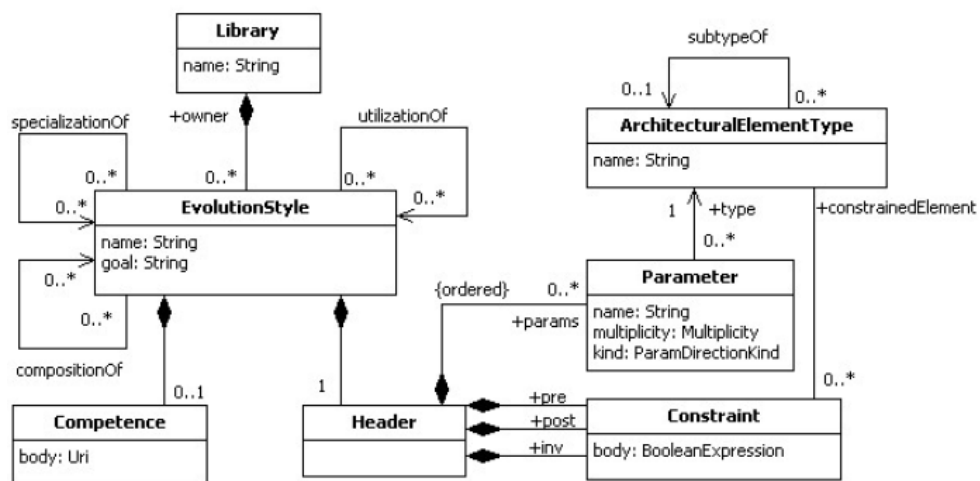 Library
name: String
+owner
0..*
specializationOf
0..*
0..*
utilizationOf
0..*
0..*
EvolutionStyle
name: String
goal: String
0..*
0..*
compositionOf
subtypeOf
0..1
0..*
ArchitecturalElementType
name: String
1
+type
0..*
+constrainedElement
0..*
Parameter
name: String
multiplicity: Multiplicity
kind: ParamDirectionKind
{ordered}
0..*
+params
0..1
Competence
body: Uri
1
Header
+pre
+post
+inv
Constraint
body: BooleanExpression